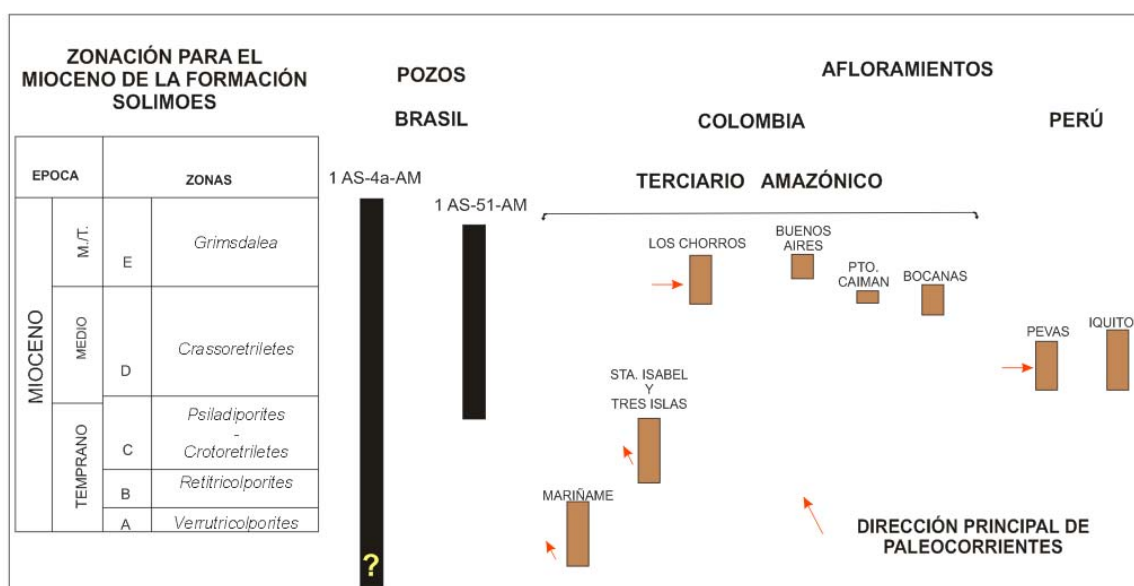 ZONACIÓN PARA EL
MIOCENO DE LA FORMACIÓN
SOLIMOES
POZOS
BRASIL
AFLORAMIENTOS
COLOMBIA
PERÚ
TERCIARIO AMAZÓNICO
EPOCA
ZONAS
MIOCENO
M./T.
E
Grimsdalea
MEDIO
D
Crassoretriletes
TEMPRANO
Psiladiporites
-
C
Crotoretriletes
B
Retitricolporites
A
Verrutricolporites
1 AS-4a-AM
?
1 AS-51-AM
LOS CHORROS
BUENOS
AIRES
PTO.
CAIMAN
BOCANAS
PEVAS
IQUITO
STA. ISABEL
Y
TRES ISLAS
MARIÑAME
DIRECCIÓN PRINCIPAL DE
PALEOCORRIENTES